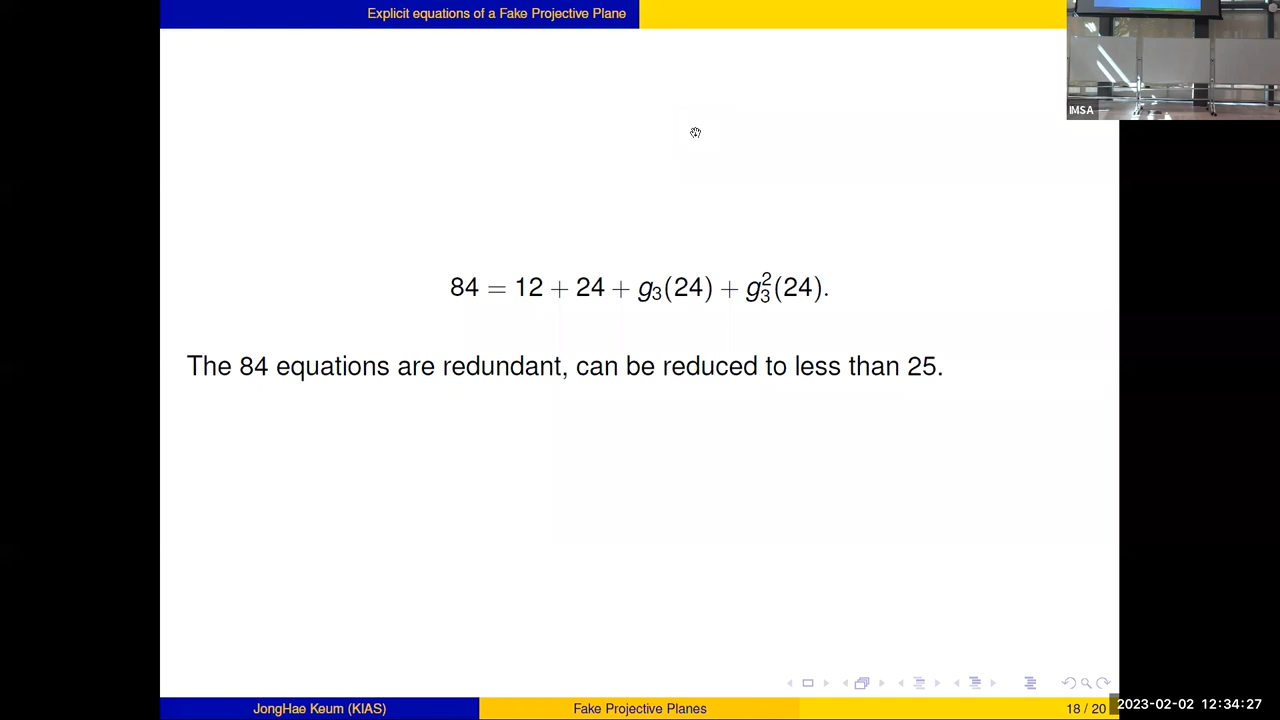 Explicit equations of a Fake Projective Plane
IMSA
84 = 12 + 24 + g₃(24) + g₃²(24).
The 84 equations are redundant, can be reduced to less than 25.
JongHae Keum (KIAS)
Fake Projective Planes
18 / 20
2023-02-02 12:34:27